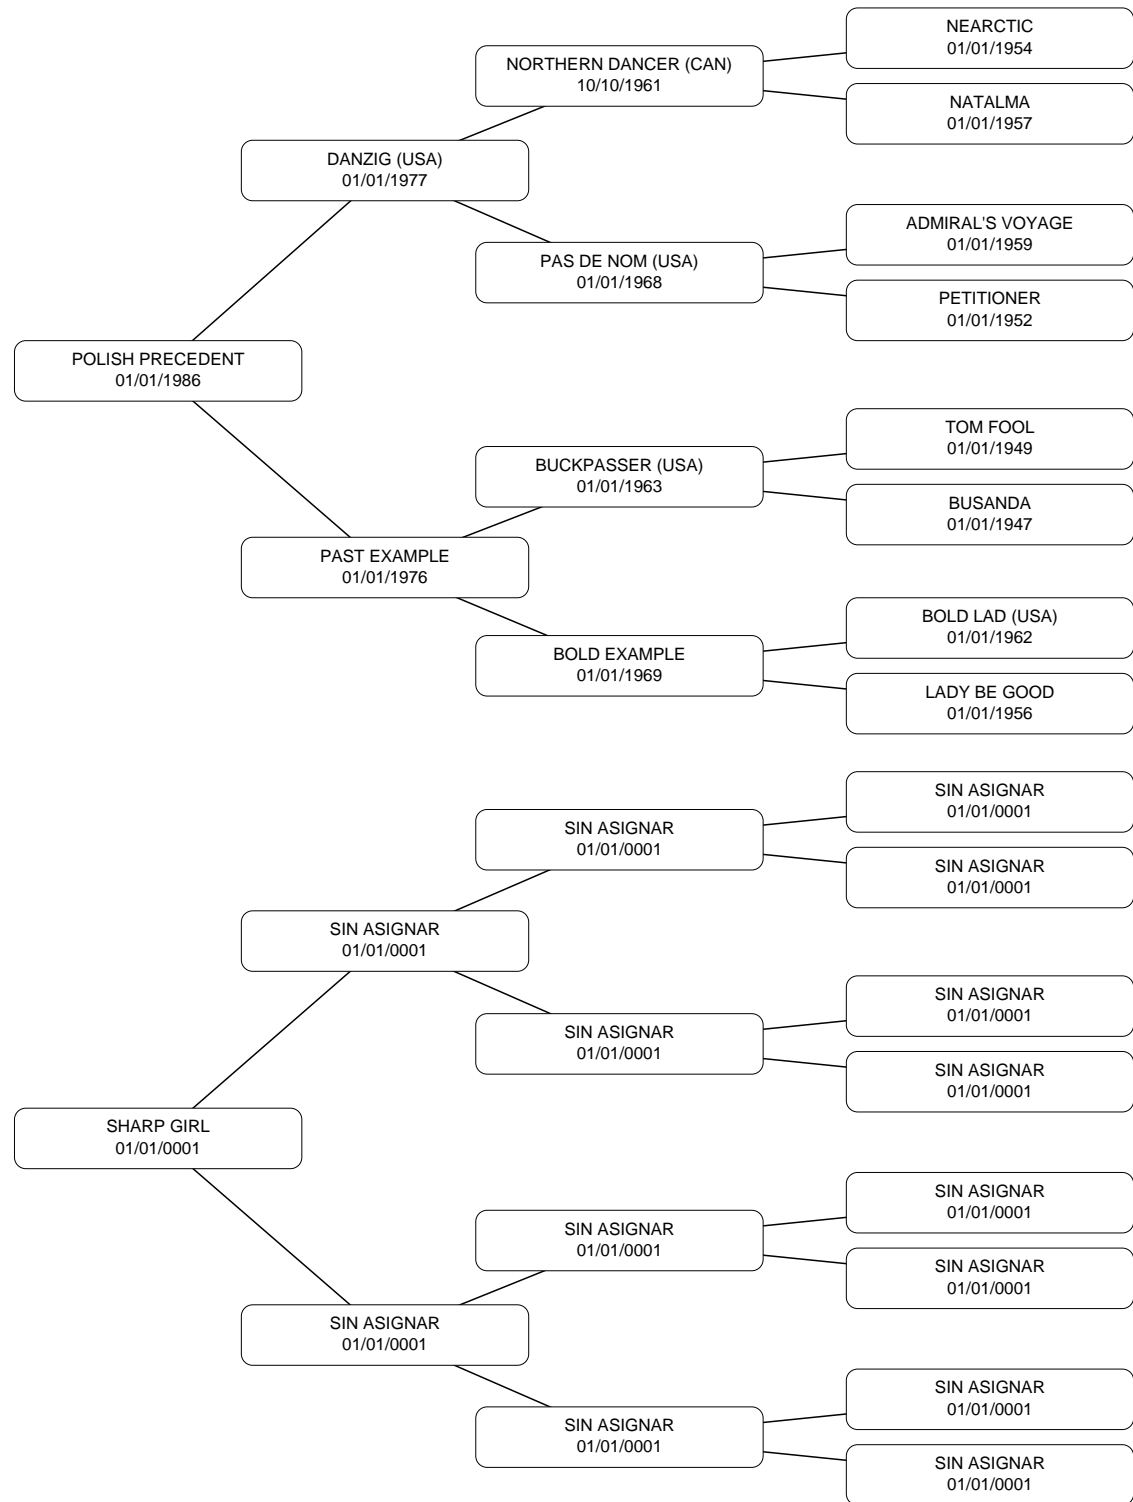 NEARCTIC
01/01/1954
NORTHERN DANCER (CAN)
10/10/1961
NATALMA
01/01/1957
DANZIG (USA)
01/01/1977
ADMIRAL'S VOYAGE
01/01/1959
PAS DE NOM (USA)
01/01/1968
PETITIONER
01/01/1952
POLISH PRECEDENT
01/01/1986
TOM FOOL
01/01/1949
BUCKPASSER (USA)
01/01/1963
BUSANDA
01/01/1947
PAST EXAMPLE
01/01/1976
BOLD LAD (USA)
01/01/1962
BOLD EXAMPLE
01/01/1969
LADY BE GOOD
01/01/1956
SIN ASIGNAR
01/01/0001
SIN ASIGNAR
01/01/0001
SIN ASIGNAR
01/01/0001
SIN ASIGNAR
01/01/0001
SIN ASIGNAR
01/01/0001
SIN ASIGNAR
01/01/0001
SIN ASIGNAR
01/01/0001
SHARP GIRL
01/01/0001
SIN ASIGNAR
01/01/0001
SIN ASIGNAR
01/01/0001
SIN ASIGNAR
01/01/0001
SIN ASIGNAR
01/01/0001
SIN ASIGNAR
01/01/0001
SIN ASIGNAR
01/01/0001
SIN ASIGNAR
01/01/0001